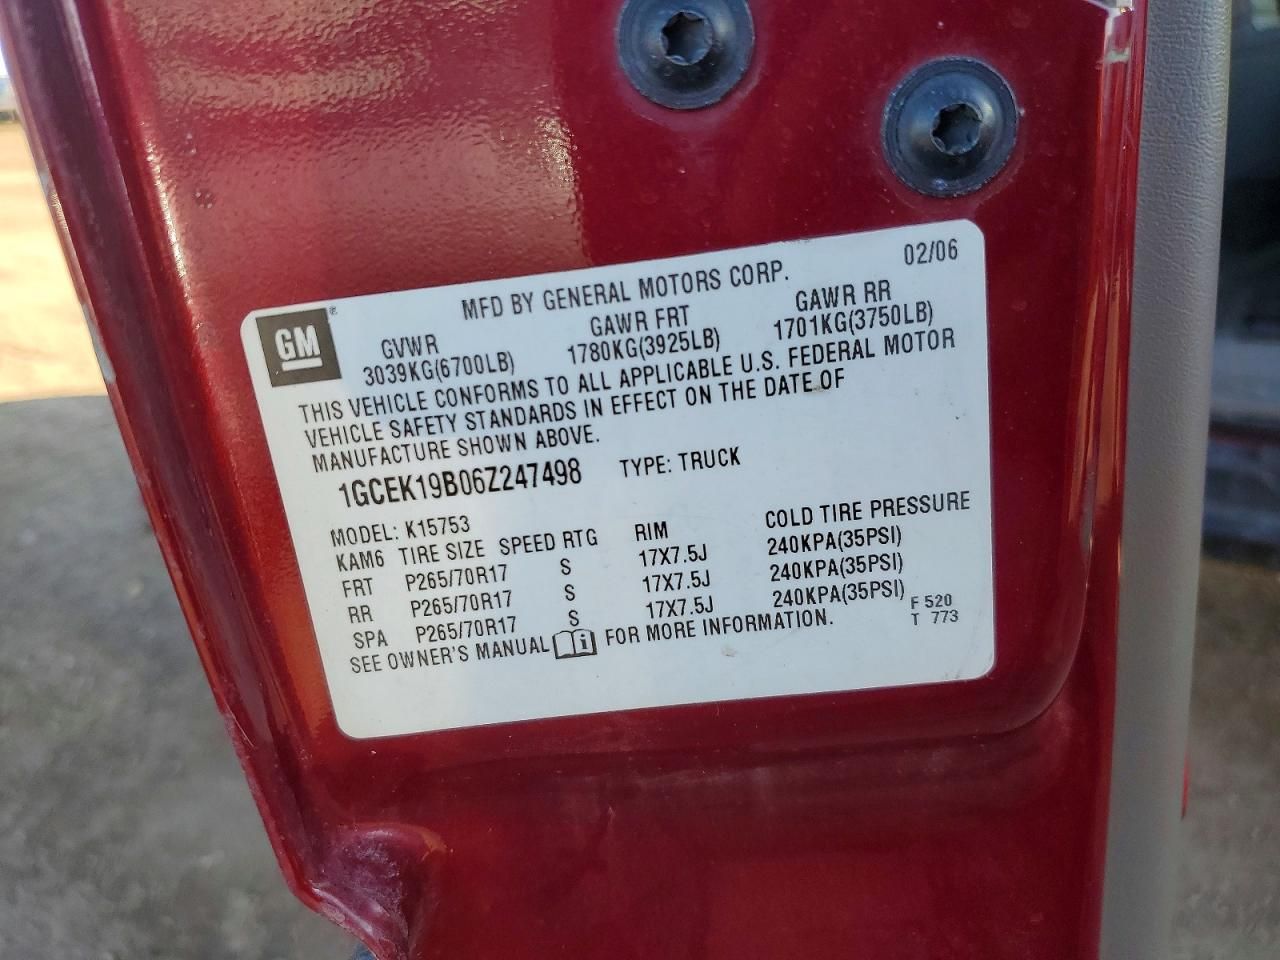 MFD BY GENERAL MOTORS CORP. 02/06
GM ®
GVWR GAWR FRT GAWR RR
3039KG(6700LB) 1780KG(3925LB) 1701KG(3750LB)
THIS VEHICLE CONFORMS TO ALL APPLICABLE U.S. FEDERAL MOTOR
VEHICLE SAFETY STANDARDS IN EFFECT ON THE DATE OF
MANUFACTURE SHOWN ABOVE.
1GCEK19B06Z247498 TYPE: TRUCK
MODEL: K15753
KAM6 TIRE SIZE SPEED RTG RIM COLD TIRE PRESSURE
FRT P265/70R17 S 17X7.5J 240KPA(35PSI)
RR P265/70R17 S 17X7.5J 240KPA(35PSI)
SPA P265/70R17 S 17X7.5J 240KPA(35PSI)
SEE OWNER'S MANUAL i FOR MORE INFORMATION.
F 520
T 773